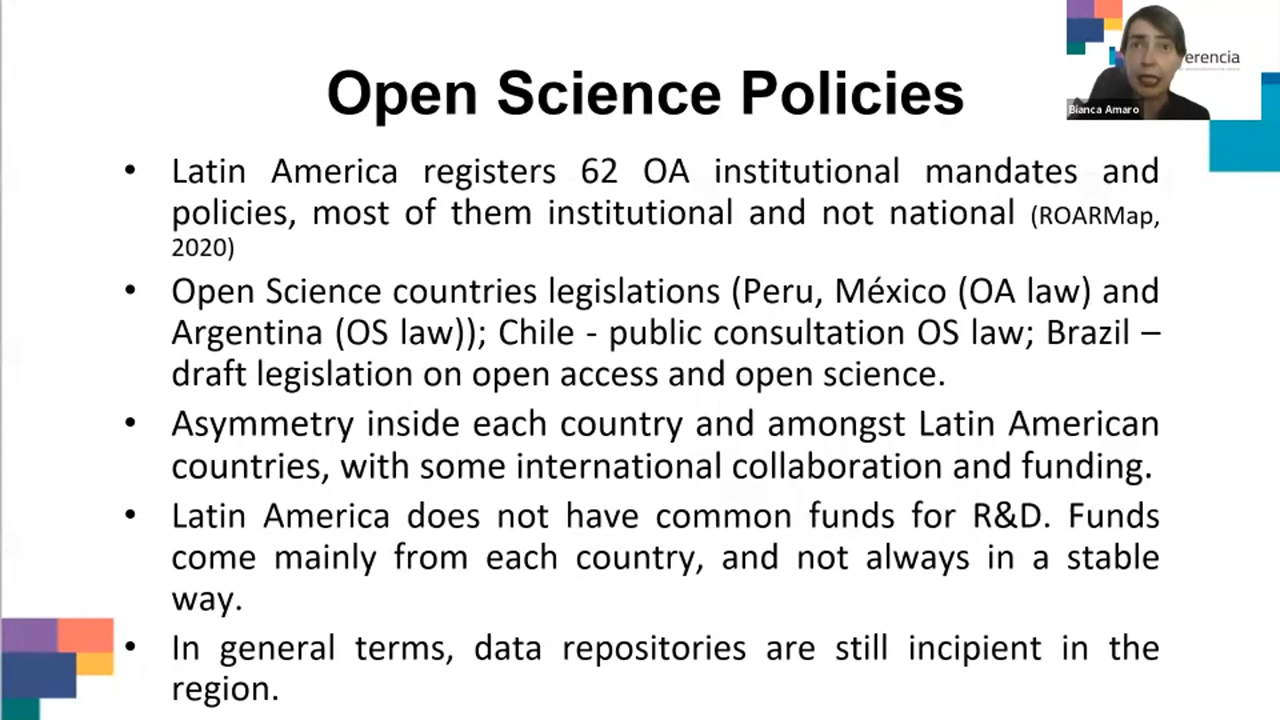 Open Science Policies
erencia
Bianca Amaro
• Latin America registers 62 OA institutional mandates and
policies, most of them institutional and not national (ROARMap,
2020)
• Open Science countries legislations (Peru, México (OA law) and
Argentina (OS law)); Chile - public consultation OS law; Brazil –
draft legislation on open access and open science.
• Asymmetry inside each country and amongst Latin American
countries, with some international collaboration and funding.
• Latin America does not have common funds for R&D. Funds
come mainly from each country, and not always in a stable
way.
• In general terms, data repositories are still incipient in the
region.